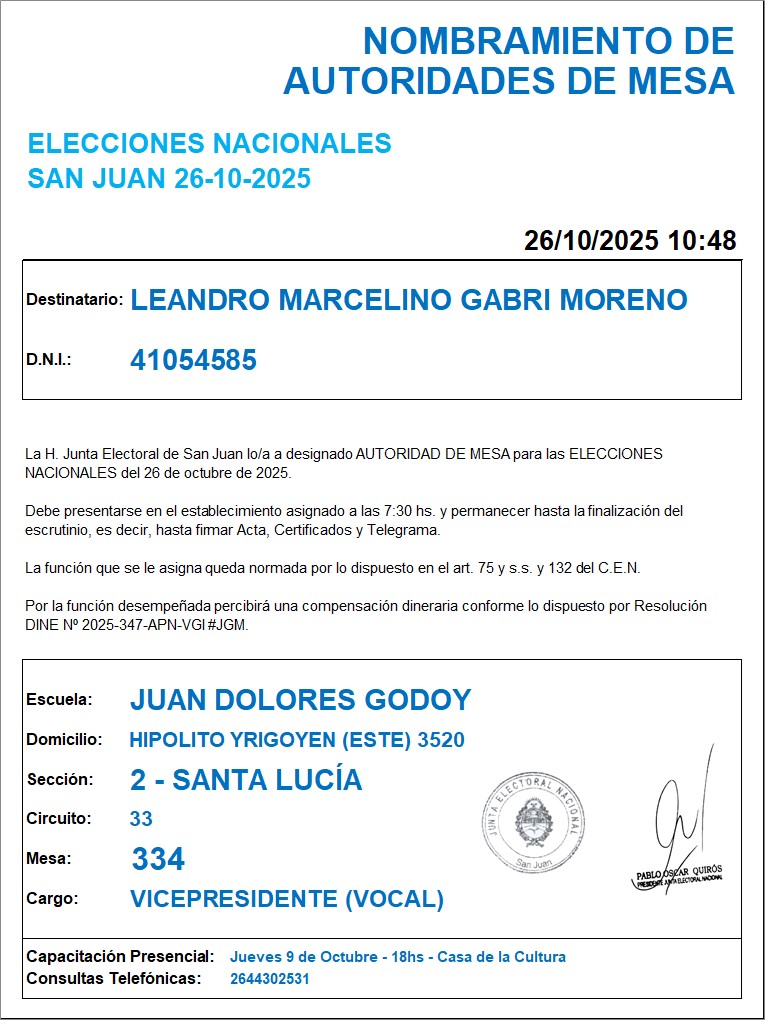 NOMBRAMIENTO DE
AUTORIDADES DE MESA
ELECCIONES NACIONALES
SAN JUAN 26-10-2025
26/10/2025 10:48
Destinatario: LEANDRO MARCELINO GABRI MORENO
D.N.I.: 41054585
La H. Junta Electoral de San Juan lo/a a designado AUTORIDAD DE MESA para las ELECCIONES
NACIONALES del 26 de octubre de 2025.
Debe presentarse en el establecimiento asignado a las 7:30 hs. y permanecer hasta la finalización del
escrutinio, es decir, hasta firmar Acta, Certificados y Telegrama.
La función que se le asigna queda normada por lo dispuesto en el art. 75 y s.s. y 132 del C.E.N.
Por la función desempeñada percibirá una compensación dineraria conforme lo dispuesto por Resolución
DINE Nº 2025-347-APN-VGI#JGM.
Escuela: JUAN DOLORES GODOY
Domicilio: HIPOLITO YRIGOYEN (ESTE) 3520
Sección: 2 - SANTA LUCÍA
Circuito: 33
Mesa: 334
Cargo: VICEPRESIDENTE (VOCAL)
JUNTA ELECTORAL NACIONAL
San Juan
PABLO OSCAR QUIRÓS
PRESIDENTE JUNTA ELECTORAL NACIONAL
Capacitación Presencial: Jueves 9 de Octubre - 18hs - Casa de la Cultura
Consultas Telefónicas: 2644302531